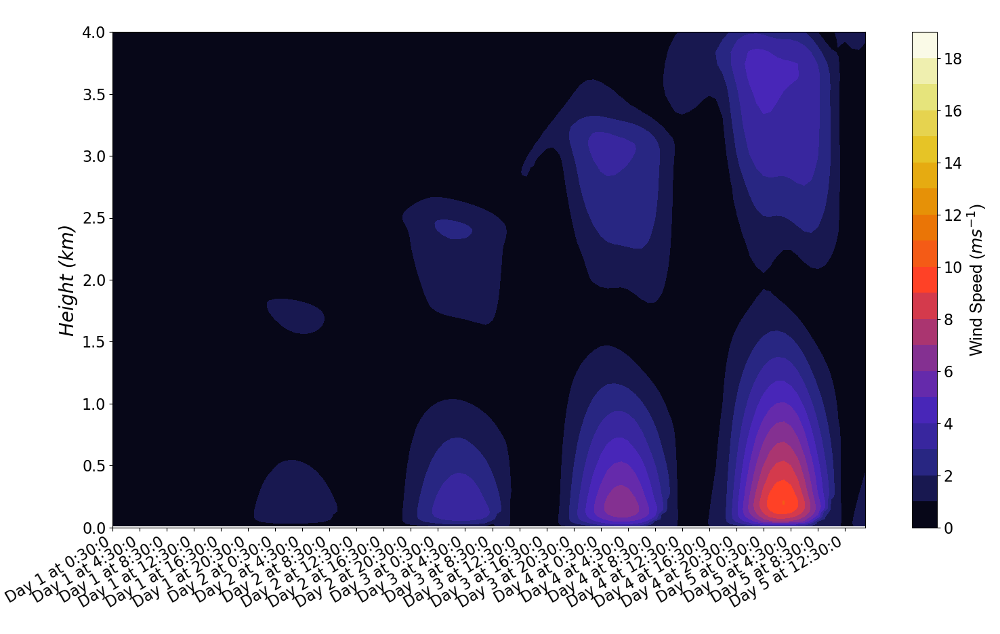 4.0
3.5
3.0
2.5
2.0
1.5
1.0
0.5
0.0
Height (km)
Day 1 at 0:30:0
Day 1 at 4:30:0
Day 1 at 8:30:0
Day 1 at 12:30:0
Day 1 at 16:30:0
Day 1 at 20:30:0
Day 2 at 0:30:0
Day 2 at 4:30:0
Day 2 at 8:30:0
Day 2 at 12:30:0
Day 2 at 16:30:0
Day 2 at 20:30:0
Day 3 at 0:30:0
Day 3 at 4:30:0
Day 3 at 8:30:0
Day 3 at 12:30:0
Day 3 at 16:30:0
Day 3 at 20:30:0
Day 4 at 0:30:0
Day 4 at 4:30:0
Day 4 at 8:30:0
Day 4 at 12:30:0
Day 4 at 16:30:0
Day 4 at 20:30:0
Day 5 at 0:30:0
Day 5 at 4:30:0
Day 5 at 8:30:0
Day 5 at 12:30:0
18
16
14
12
10
8
6
4
2
0
Wind Speed (ms⁻¹)